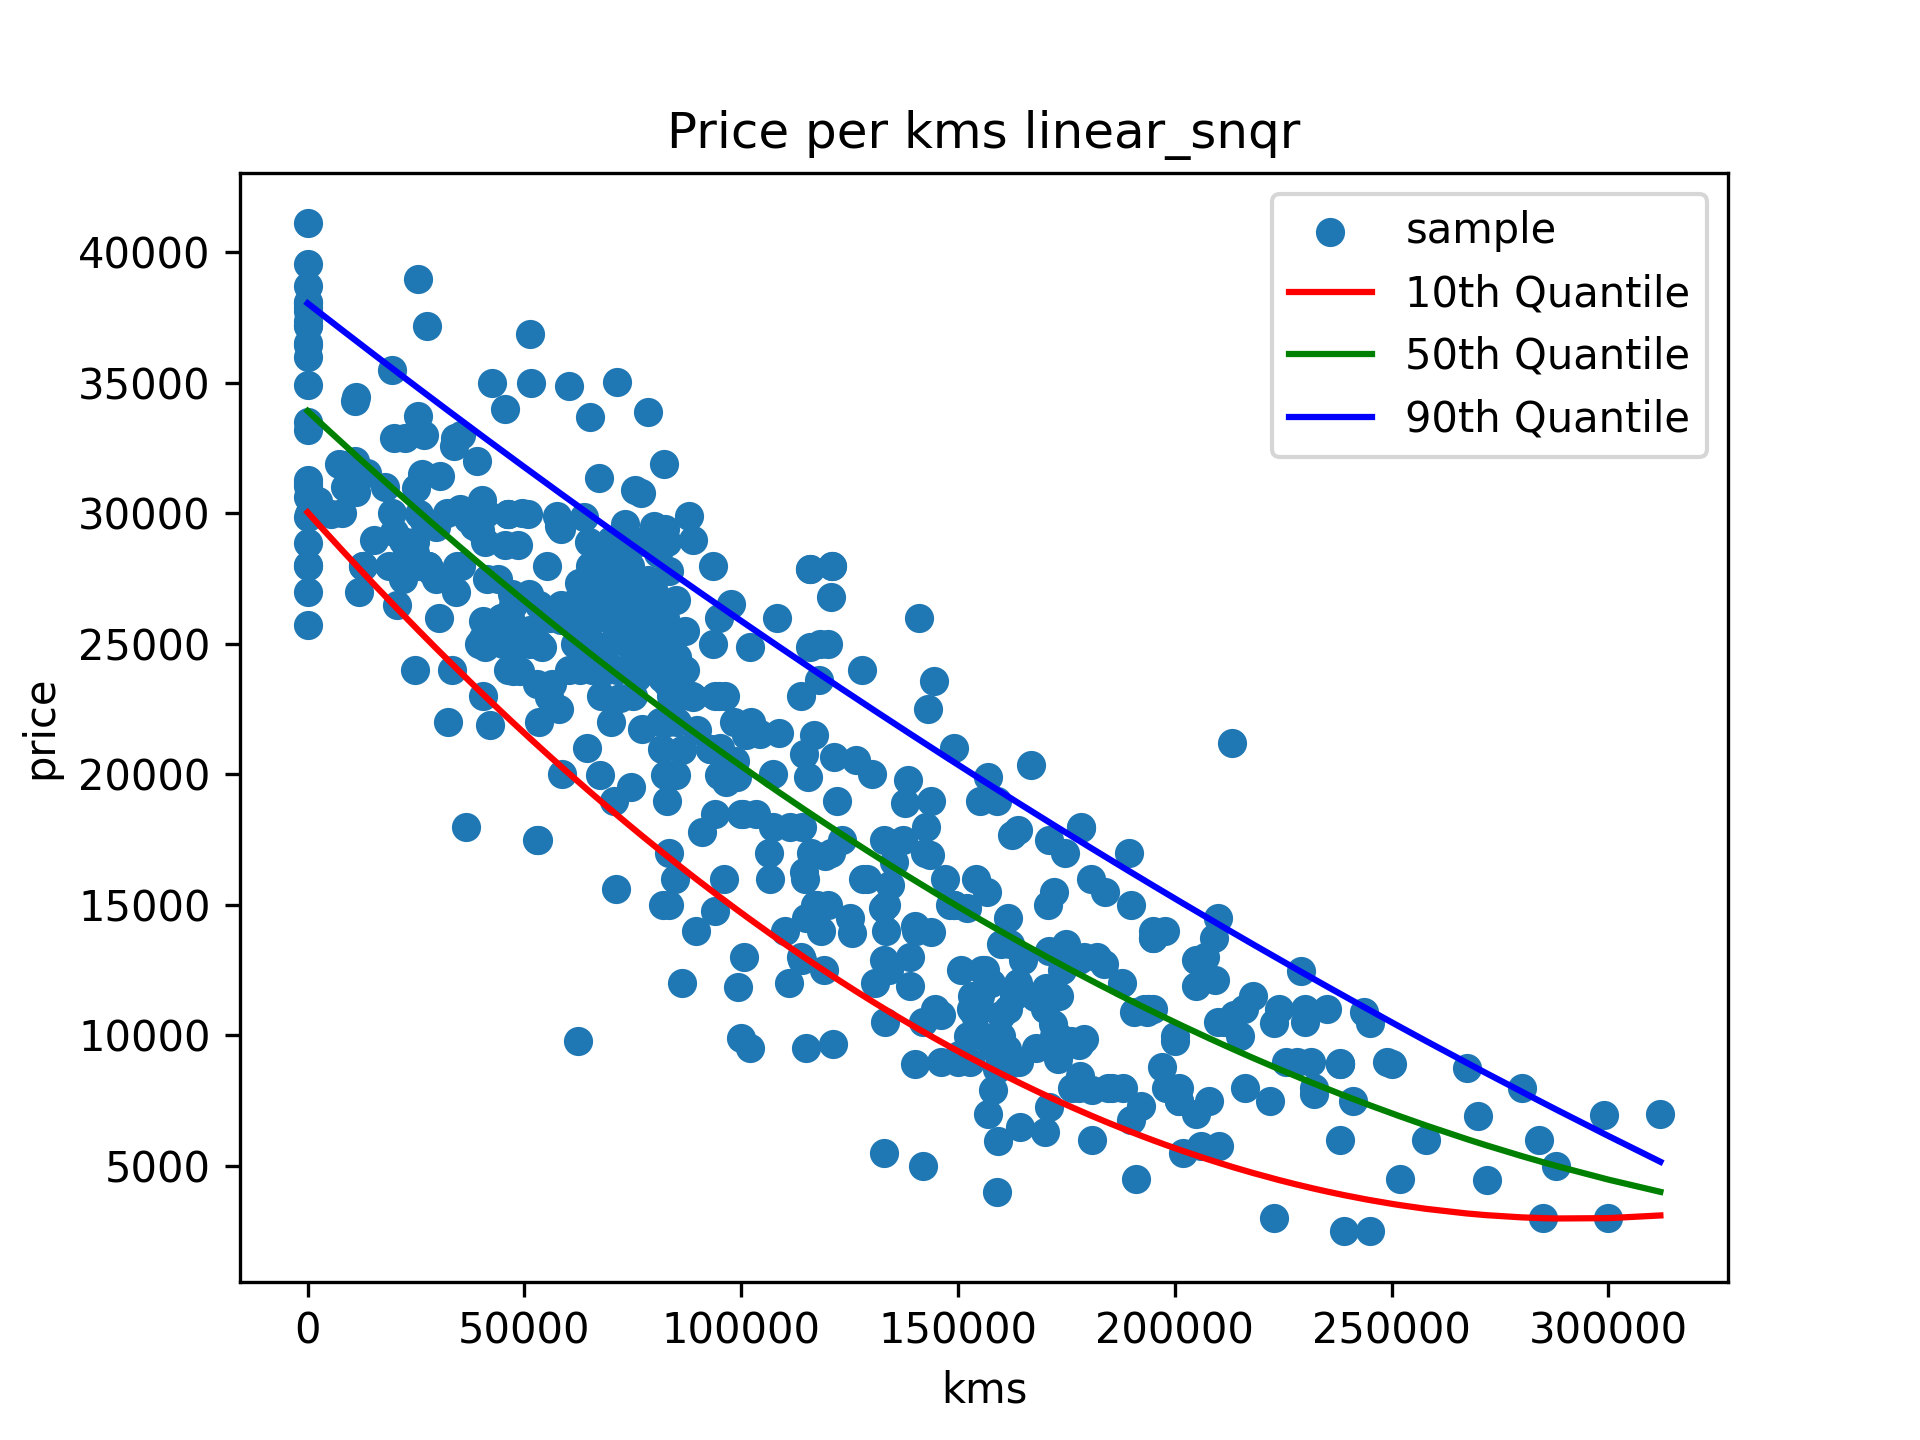 Price per kms linear_snqr
sample
10th Quantile
50th Quantile
90th Quantile
40000
35000
30000
25000
20000
15000
10000
5000
price
0 50000 100000 150000 200000 250000 300000
kms